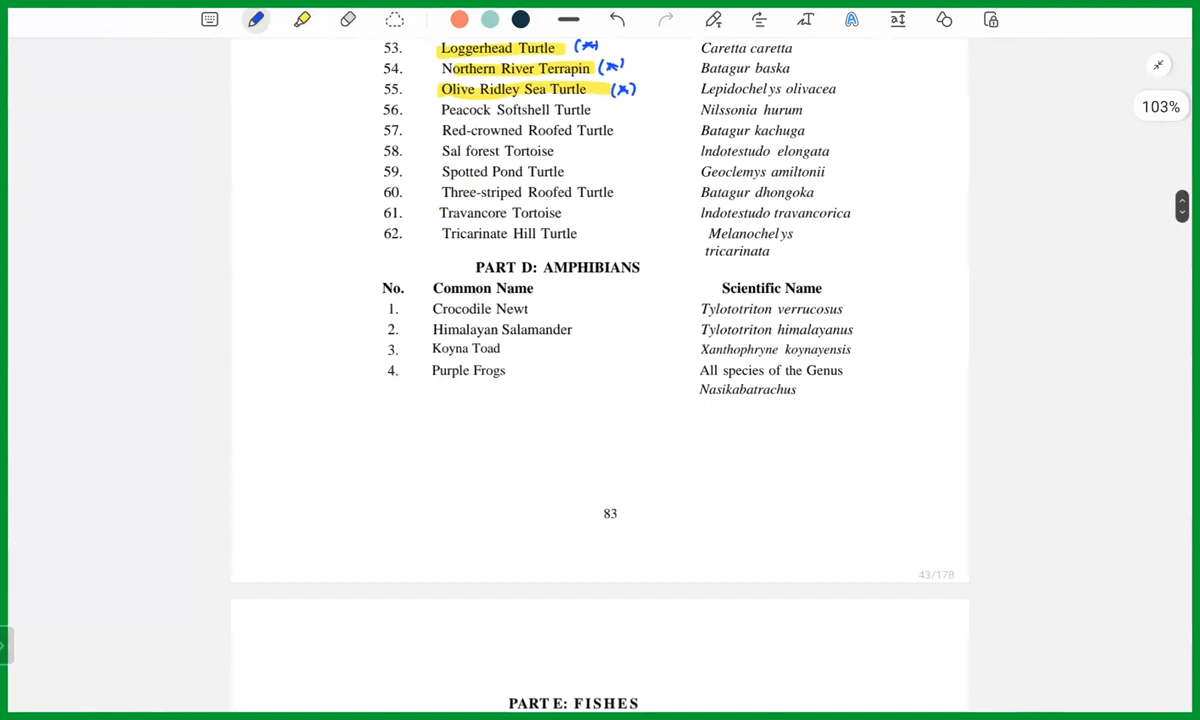 103%
53. Loggerhead Turtle (*) Caretta caretta
54. Northern River Terrapin (*) Batagur baska
55. Olive Ridley Sea Turtle (*) Lepidochelys olivacea
56. Peacock Softshell Turtle Nilssonia hurum
57. Red-crowned Roofed Turtle Batagur kachuga
58. Sal forest Tortoise lndotestudo elongata
59. Spotted Pond Turtle Geoclemys amiltonii
60. Three-striped Roofed Turtle Batagur dhongoka
61. Travancore Tortoise lndotestudo travancorica
62. Tricarinate Hill Turtle Melanochelys
tricarinata
PART D: AMPHIBIANS
No. Common Name Scientific Name
1. Crocodile Newt Tylototriton verrucosus
2. Himalayan Salamander Tylototriton himalayanus
3. Koyna Toad Xanthophryne koynayensis
4. Purple Frogs All species of the Genus
Nasikabatrachus
83
43/178
PART E: FISHES